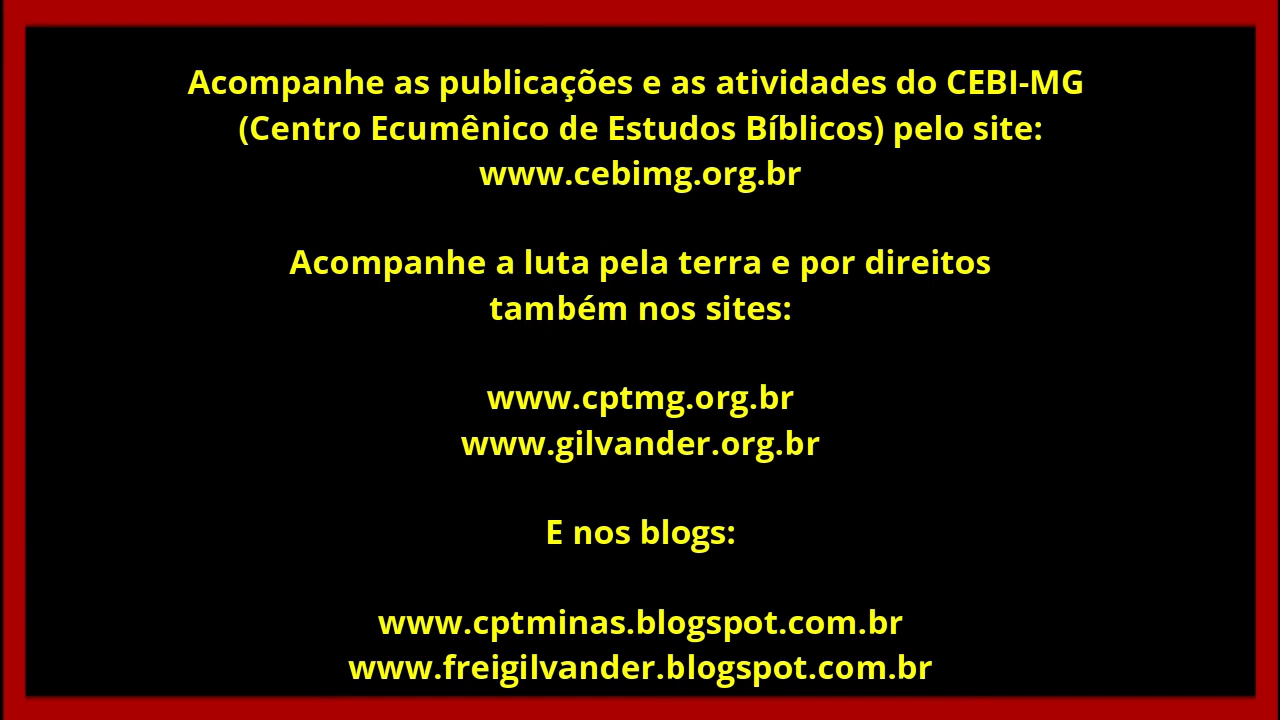 Acompanhe as publicações e as atividades do CEBI-MG
(Centro Ecumênico de Estudos Bíblicos) pelo site:
www.cebimg.org.br
Acompanhe a luta pela terra e por direitos
também nos sites:
www.cptmg.org.br
www.gilvander.org.br
E nos blogs:
www.cptminas.blogspot.com.br
www.freigilvander.blogspot.com.br